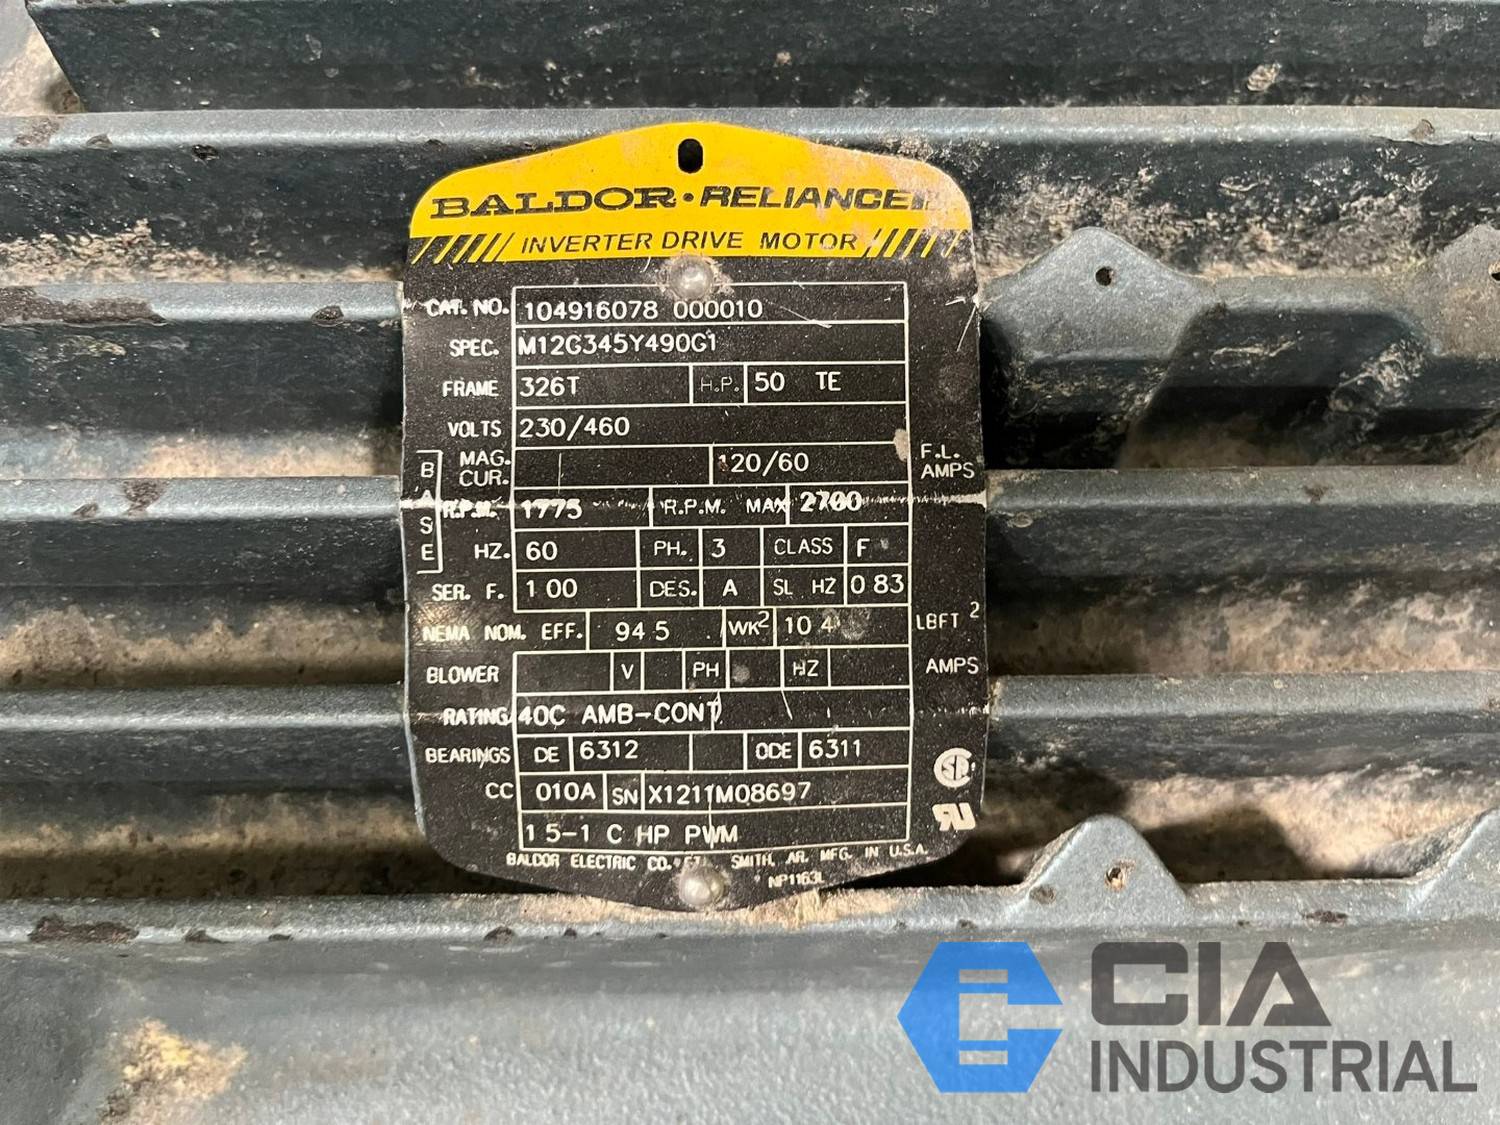 BALDOR • RELIANCE
INVERTER DRIVE MOTOR
CAT. NO. 104916078 000010
SPEC. M12G345Y490G1
FRAME 326T H.P. 50 TE
VOLTS 230/460
MAG. CUR. 120/60 F.L. AMPS
BASE
R.P.M. 1775 R.P.M. MAX 2700
HZ. 60 PH. 3 CLASS F
SER. F. 1 00 DES. A SL HZ 0 83
NEMA NOM. EFF. 94 5 WK2 10 4 LBFT 2
BLOWER V PH HZ AMPS
RATING 40C AMB-CONT
BEARINGS DE 6312 ODE 6311
CC 010A SN X1211M08697
1 5-1 C HP PWM
BALDOR ELECTRIC CO. SMITH, AR. MFG. IN U.S.A.
NP1163L
CIA
INDUSTRIAL